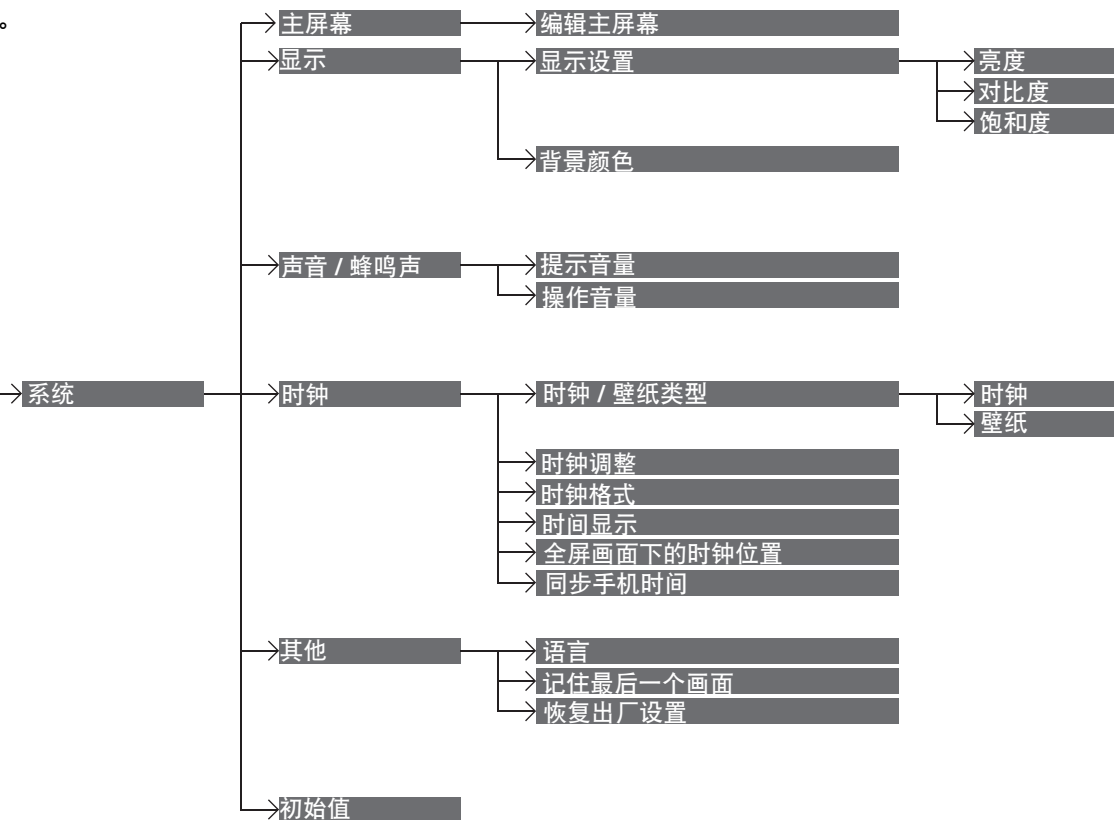 。
主屏幕
编辑主屏幕
显示
显示设置
亮度
对比度
饱和度
背景颜色
声音 / 蜂鸣声
提示音量
操作音量
系统
时钟
时钟 / 壁纸类型
时钟
壁纸
时钟调整
时钟格式
时间显示
全屏画面下的时钟位置
同步手机时间
其他
语言
记住最后一个画面
恢复出厂设置
初始值